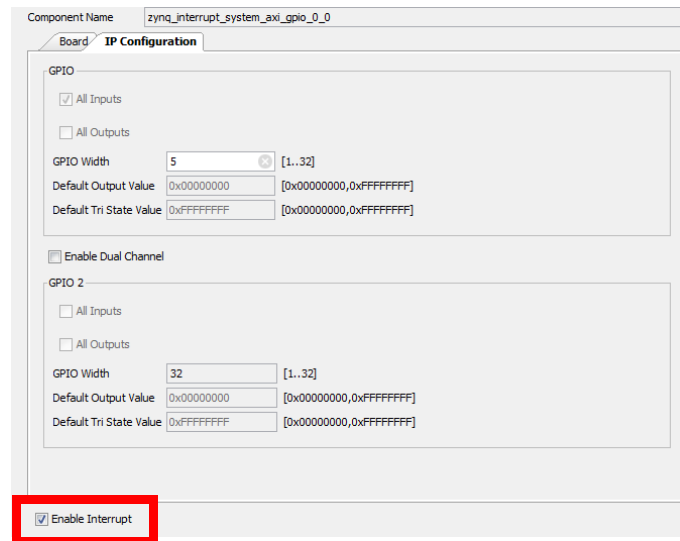 Component Name zynq_interrupt_system_axi_gpio_0_0
Board IP Configuration
GPIO
All Inputs
All Outputs
GPIO Width 5 [1..32]
Default Output Value 0x00000000 [0x00000000,0xFFFFFFFF]
Default Tri State Value 0xFFFFFFFF [0x00000000,0xFFFFFFFF]
Enable Dual Channel
GPIO 2
All Inputs
All Outputs
GPIO Width 32 [1..32]
Default Output Value 0x00000000 [0x00000000,0xFFFFFFFF]
Default Tri State Value 0xFFFFFFFF [0x00000000,0xFFFFFFFF]
Enable Interrupt